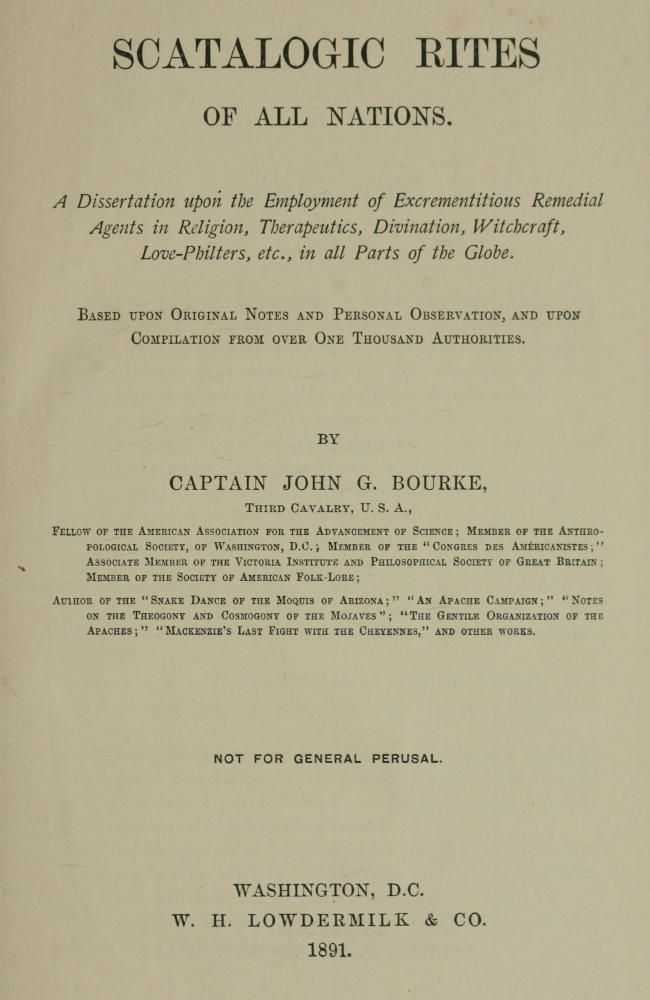 SCATALOGIC RITES
OF ALL NATIONS.
A Dissertation upon the Employment of Excrementitious Remedial
Agents in Religion, Therapeutics, Divination, Witchcraft,
Love-Philters, etc., in all Parts of the Globe.
BASED UPON ORIGINAL NOTES AND PERSONAL OBSERVATION, AND UPON
COMPILATION FROM OVER ONE THOUSAND AUTHORITIES.
BY
CAPTAIN JOHN G. BOURKE,
THIRD CAVALRY, U. S. A.,
FELLOW OF THE AMERICAN ASSOCIATION FOR THE ADVANCEMENT OF SCIENCE; MEMBER OF THE ANTHRO-
POLOGICAL SOCIETY, OF WASHINGTON, D.C.; MEMBER OF THE "CONGRES DES AMÉRICANISTES;"
ASSOCIATE MEMBER OF THE VICTORIA INSTITUTE AND PHILOSOPHICAL SOCIETY OF GREAT BRITAIN;
MEMBER OF THE SOCIETY OF AMERICAN FOLK-LORE;
AUTHOR OF THE "SNAKE DANCE OF THE MOQUIS OF ARIZONA;" "AN APACHE CAMPAIGN;" "NOTES
ON THE THEOGONY AND COSMOGONY OF THE MOJAVES"; "THE GENTILE ORGANIZATION OF THE
APACHES;" "MACKENZIE'S LAST FIGHT WITH THE CHEYENNES," AND OTHER WORKS.
NOT FOR GENERAL PERUSAL.
WASHINGTON, D.C.
W. H. LOWDERMILK & CO.
1891.